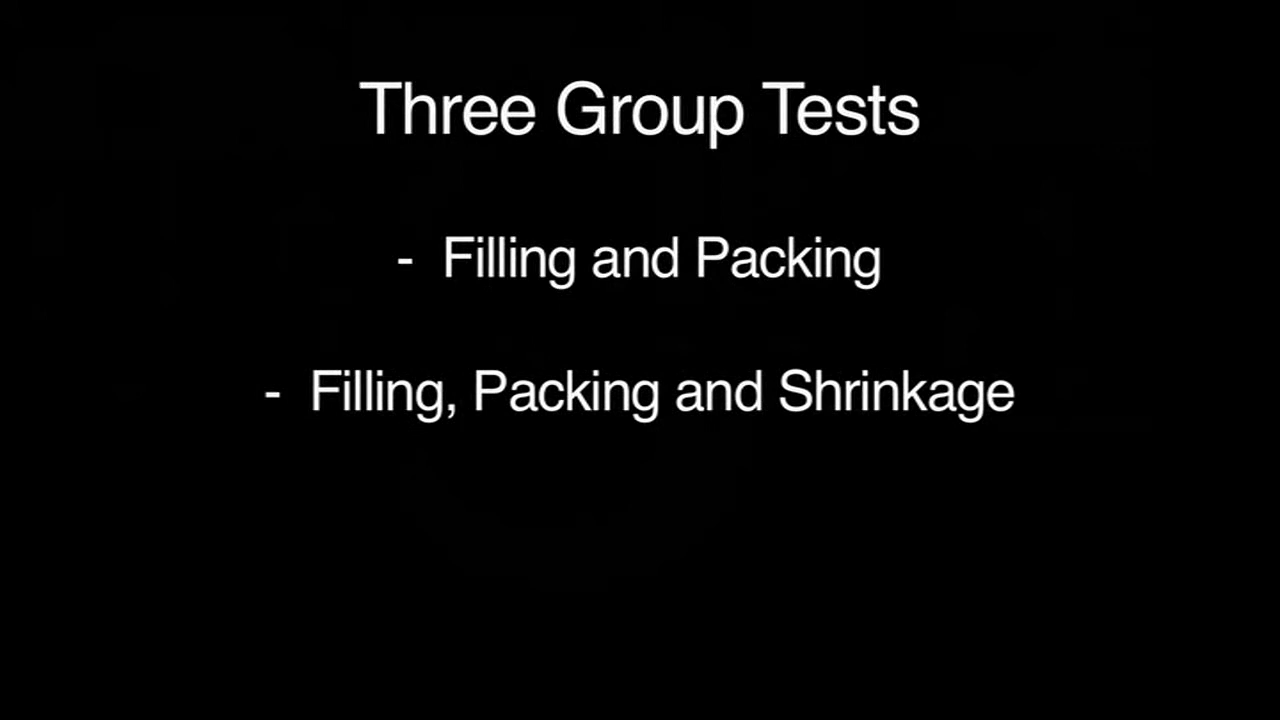 Three Group Tests
- Filling and Packing
- Filling, Packing and Shrinkage